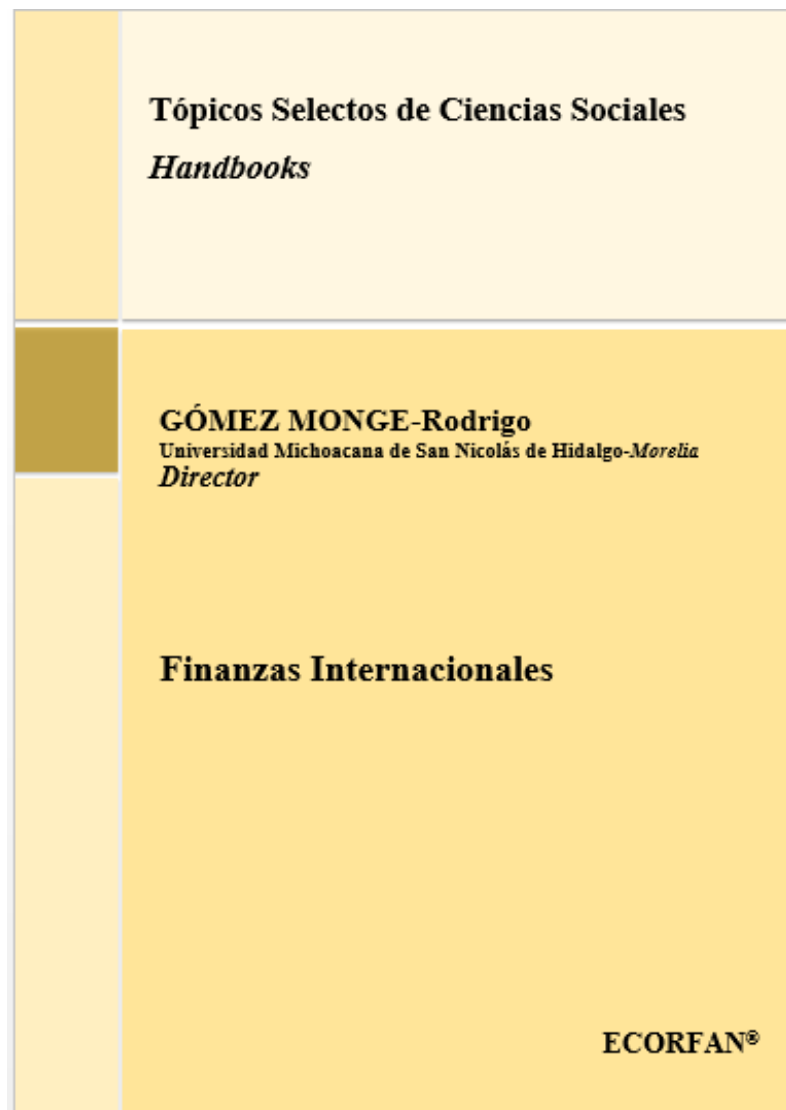 Tópicos Selectos de Ciencias Sociales
Handbooks
GÓMEZ MONGE-Rodrigo
Universidad Michoacana de San Nicolás de Hidalgo-Morelia
Director
Finanzas Internacionales
ECORFAN®